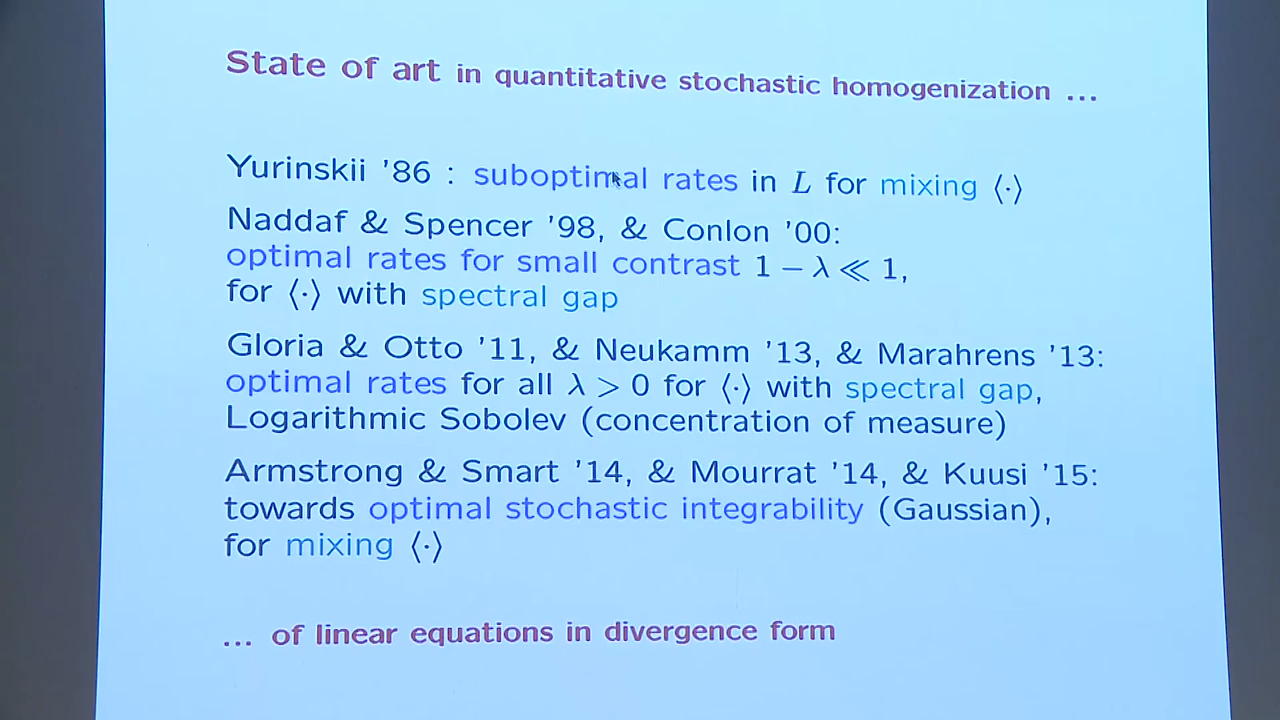 State of art in quantitative stochastic homogenization ...
Yurinskii '86 : suboptimal rates in L for mixing ⟨·⟩
Naddaf & Spencer '98, & Conlon '00:
optimal rates for small contrast 1 − λ ≪ 1,
for ⟨·⟩ with spectral gap
Gloria & Otto '11, & Neukamm '13, & Marahrens '13:
optimal rates for all λ > 0 for ⟨·⟩ with spectral gap,
Logarithmic Sobolev (concentration of measure)
Armstrong & Smart '14, & Mourrat '14, & Kuusi '15:
towards optimal stochastic integrability (Gaussian),
for mixing ⟨·⟩
... of linear equations in divergence form